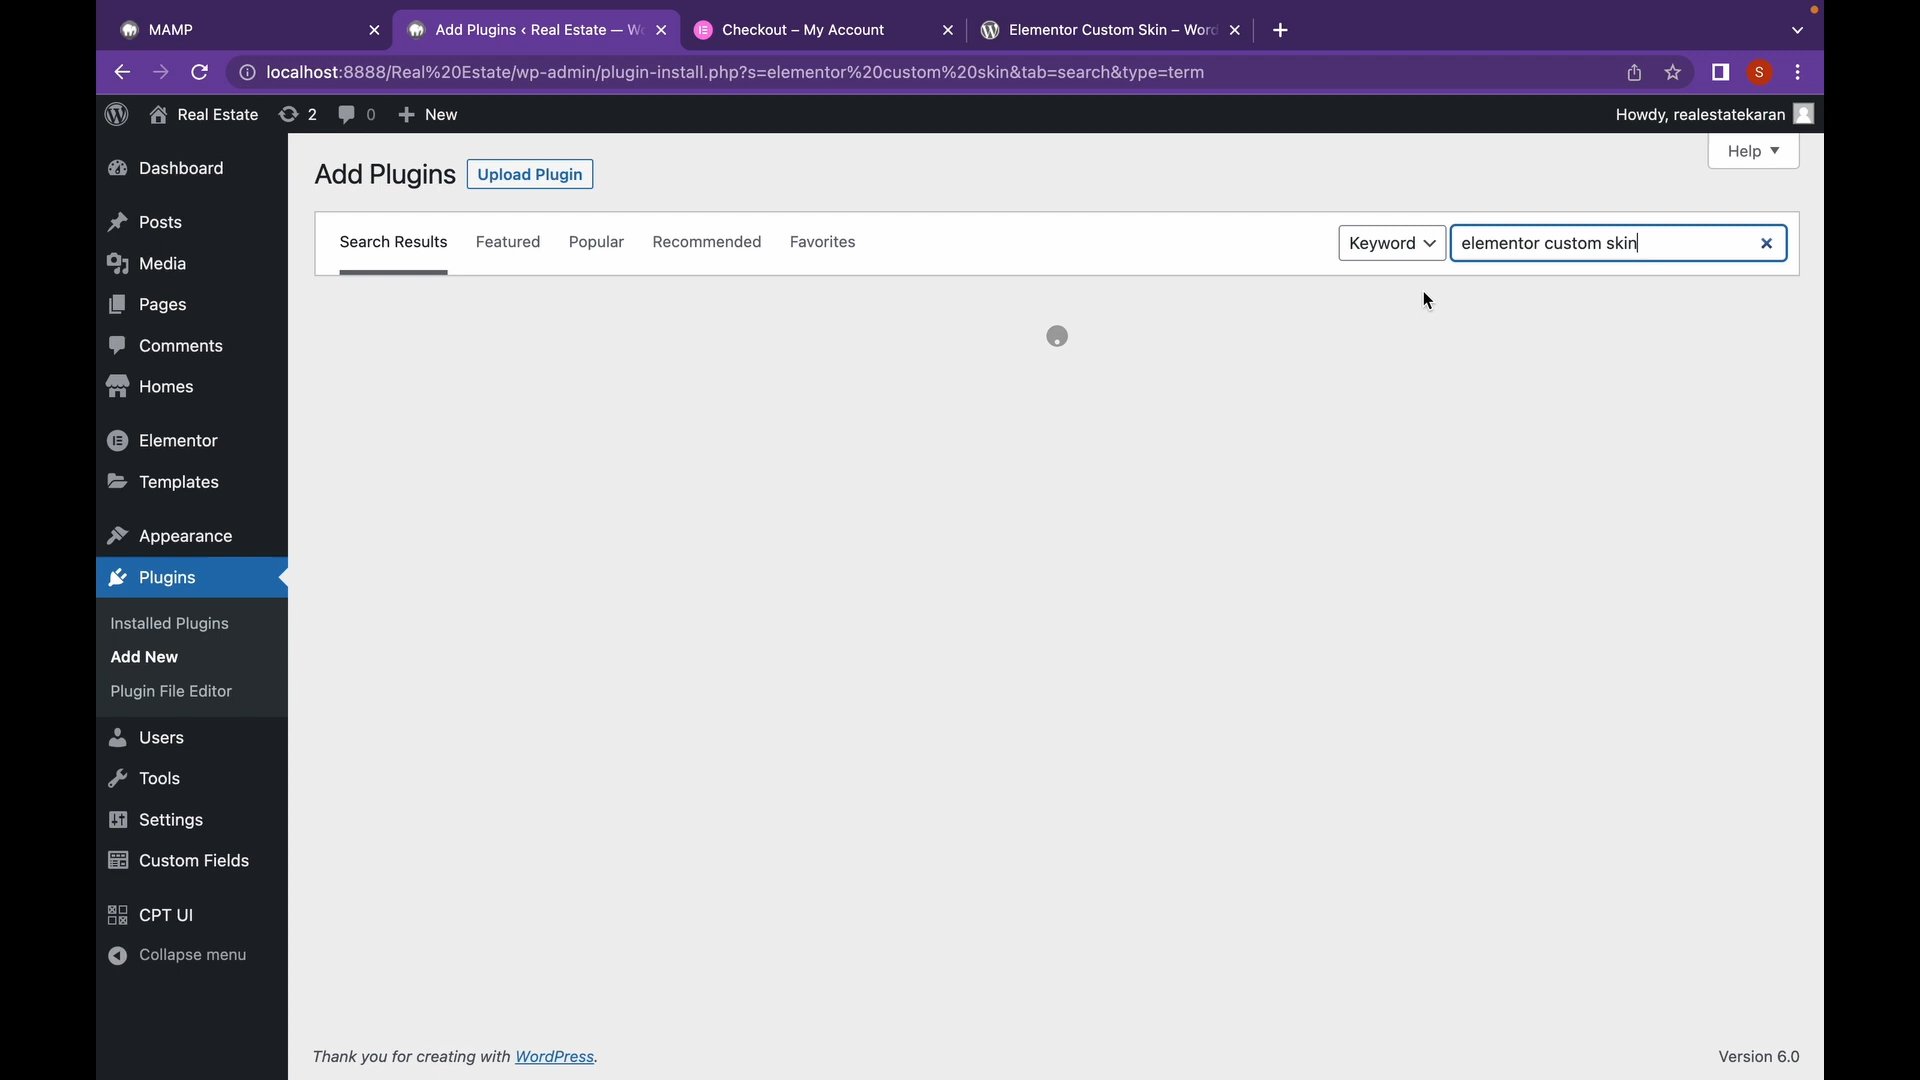 MAMP
Add Plugins ‹ Real Estate — Wo
Checkout – My Account
Elementor Custom Skin – Word
localhost:8888/Real%20Estate/wp-admin/plugin-install.php?s=elementor%20custom%20skin&tab=search&type=term
S
Real Estate
2
0
New
Howdy, realestatekaran
Help
Dashboard
Posts
Media
Pages
Comments
Homes
Elementor
Templates
Appearance
Plugins
Installed Plugins
Add New
Plugin File Editor
Users
Tools
Settings
Custom Fields
CPT UI
Collapse menu
Add Plugins
Upload Plugin
Search Results
Featured
Popular
Recommended
Favorites
Keyword
elementor custom skin
Thank you for creating with WordPress.
Version 6.0